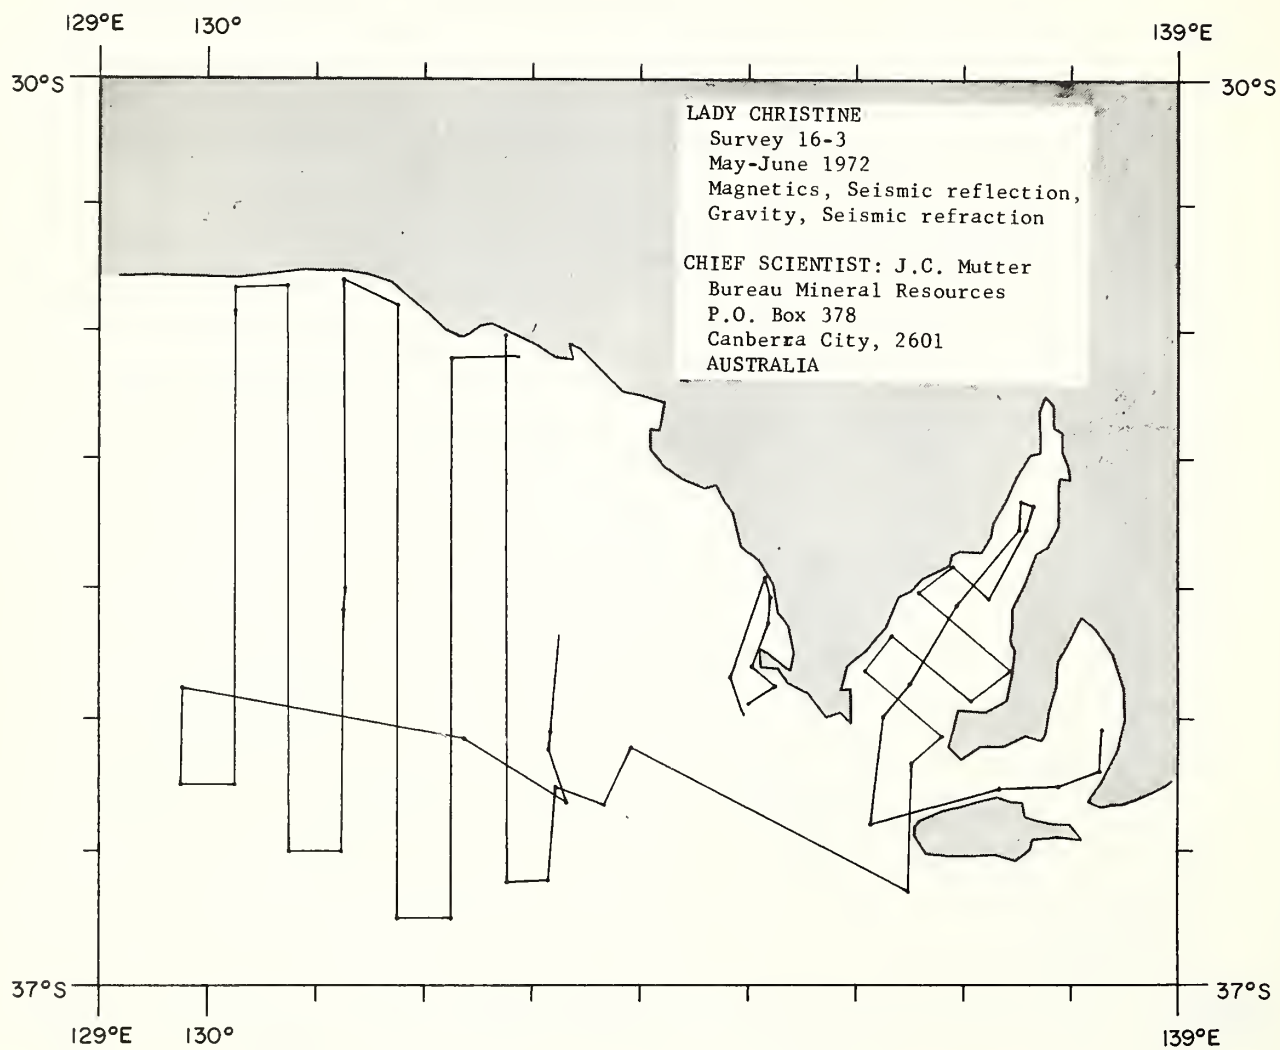 129°E 130° 139°E
30°S 30°S
LADY CHRISTINE
Survey 16-3
May-June 1972
Magnetics, Seismic reflection,
Gravity, Seismic refraction
CHIEF SCIENTIST: J.C. Mutter
Bureau Mineral Resources
P.O. Box 378
Canberra City, 2601
AUSTRALIA
37°S 37°S
129°E 130° 139°E